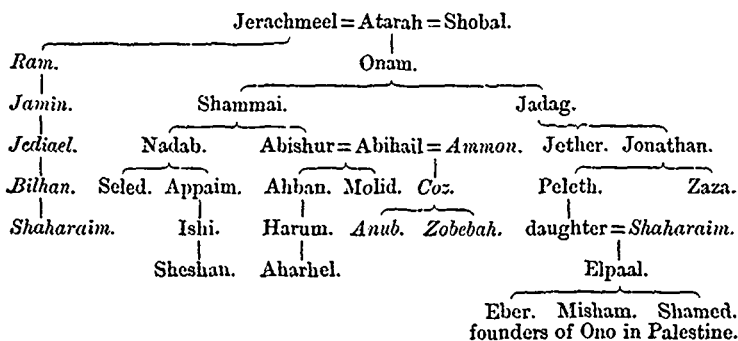 Jerachmeel = Atarah = Shobal.
Ram. Onam.
Jamin. Shammai. Jadag.
Jediael. Nadab. Abishur = Abihail = Ammon. Jether. Jonathan.
Bilhan. Seled. Appaim. Ahban. Molid. Coz. Peleth. Zaza.
Shaharaim. Ishi. Harum. Anub. Zobebah. daughter = Shaharaim.
Sheshan. Aharhel. Elpaal.
Eber. Misham. Shamed.
founders of Ono in Palestine.